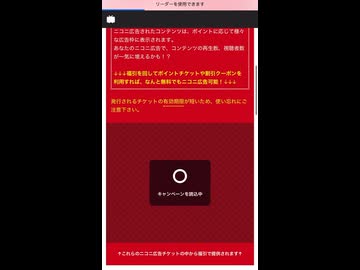 リーダーを使用できます
ニコニ広告されたコンテンツは、ポイントに応じて様々
な広告枠に表示されます。
あなたのニコニ広告で、コンテンツの再生数、視聴者数
が一気に増えるかも！？
↓↓↓福引を回してポイントチケットや割引クーポンを
利用すれば、なんと無料でもニコニ広告可能！↓↓↓
発行されるチケットの有効期限が短いため、使い忘れにご
注意下さい。
キャンペーンを読込中
↑これらのニコニ広告チケットの中から福引で提供されます↑